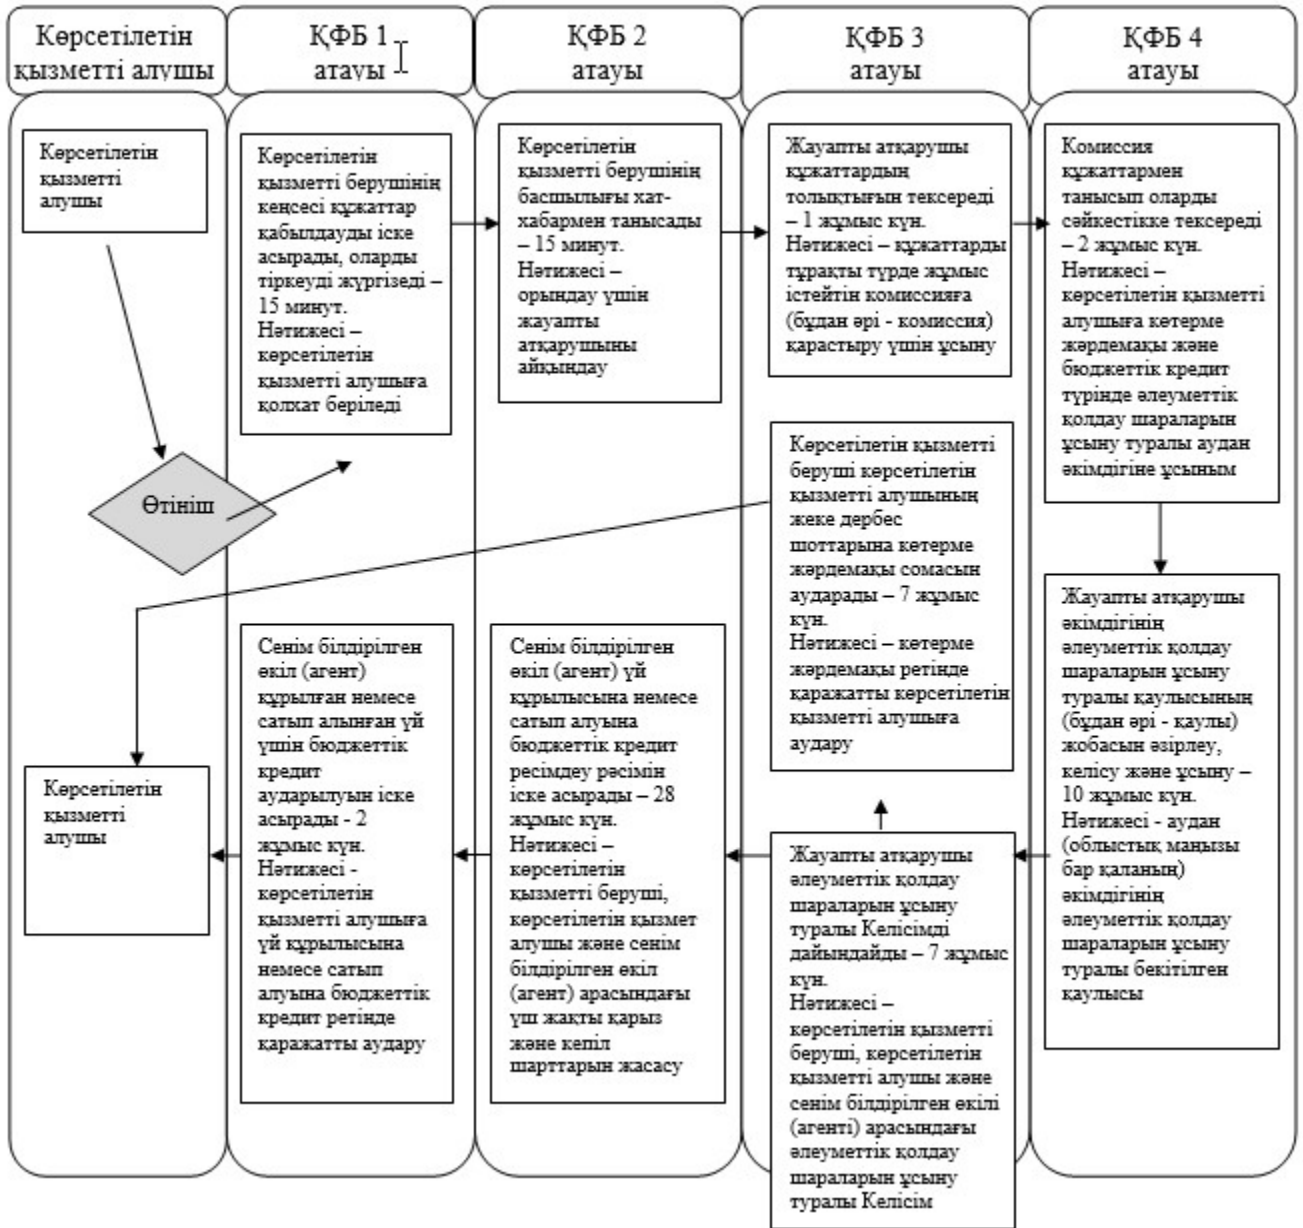 Көрсетілетін
қызметті алушы
ҚФБ 1
атауы
ҚФБ 2
атауы
ҚФБ 3
атауы
ҚФБ 4
атауы
Көрсетілетін
қызметті
алушы
Көрсетілетін
қызметті берушінің
кеңсесі құжаттар
қабылдауды іске
асырады, оларды
тіркеуді жүргізеді –
15 минут.
Нәтижесі –
көрсетілетін
қызметті алушыға
қолхат беріледі
Көрсетілетін
қызметті берушінің
басшылығы хат-
хабармен танысады
– 15 минут.
Нәтижесі –
орындау үшін
жауапты
атқарушыны
айқындау
Жауапты атқарушы
құжаттардың
толықтығын тексереді
– 1 жұмыс күн.
Нәтижесі – құжаттарды
тұрақты түрде жұмыс
істейтін комиссияға
(бұдан әрі - комиссия)
қарастыру үшін ұсыну
Комиссия
құжаттармен
танысып оларды
сәйкестікке тексереді
– 2 жұмыс күн.
Нәтижесі –
көрсетілетін қызметті
алушыға көтерме
жәрдемақы және
бюджеттік кредит
түрінде әлеуметтік
қолдау шараларын
ұсыну туралы аудан
әкімдігіне ұсыным
Өтініш
Көрсетілетін қызметті
беруші көрсетілетін
қызметті алушының
жеке дербес
шоттарына көтерме
жәрдемақы сомасын
аударады – 7 жұмыс
күн.
Нәтижесі – көтерме
жәрдемақы ретінде
қаражатты көрсетілетін
қызметті алушыға
аудару
Жауапты атқарушы
әкімдігінің
әлеуметтік қолдау
шараларын ұсыну
туралы қаулысының
(бұдан әрі - қаулы)
жобасын әзірлеу,
келісу және ұсыну –
10 жұмыс күн.
Нәтижесі - аудан
(облыстық маңызы
бар қаланың)
әкімдігінің
әлеуметтік қолдау
шараларын ұсыну
туралы бекітілген
қаулысы
Көрсетілетін
қызметті
алушы
Сенім білдірілген
өкіл (агент)
құрылған немесе
сатып алынған үй
үшін бюджеттік
кредит
аударылуын іске
асырады - 2
жұмыс күн.
Нәтижесі -
көрсетілетін
қызметті алушыға
үй құрылысына
немесе сатып
алуына бюджеттік
кредит ретінде
қаражатты аудару
Сенім білдірілген
өкіл (агент) үй
құрылысына немесе
сатып алуына
бюджеттік кредит
ресімдеу рәсімін
іске асырады – 28
жұмыс күн.
Нәтижесі –
көрсетілетін
қызметті беруші,
көрсетілетін қызмет
алушы және сенім
білдірілген өкіл
(агент) арасындағы
үш жақты қарыз
және кепіл
шарттарын жасасу
Жауапты атқарушы
әлеуметтік қолдау
шараларын ұсыну
туралы Келісімді
дайындайды – 7 жұмыс
күн.
Нәтижесі –
көрсетілетін қызметті
беруші, көрсетілетін
қызметті алушы және
сенім білдірілген өкілі
(агенті) арасындағы
әлеуметтік қолдау
шараларын ұсыну
туралы Келісім